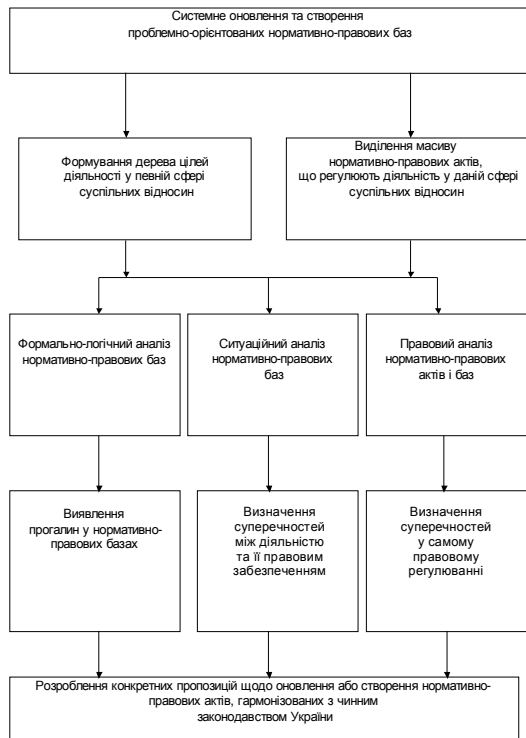 Системне оновлення та створення
проблемно-орієнтованих нормативно-правових баз
Формування дерева цілей
діяльності у певній сфері
суспільних відносин
Виділення масиву
нормативно-правових актів,
що регулюють діяльність у даній сфері
суспільних відносин
Формально-логічний аналіз
нормативно-правових баз
Ситуаційний аналіз
нормативно-правових
баз
Правовий аналіз
нормативно-правових
актів і баз
Виявлення
прогалин у нормативно-
правових базах
Визначення
суперечностей
між діяльністю
та її правовим
забезпеченням
Визначення
суперечностей
у самому
правовому
регулюванні
Розроблення конкретних пропозицій щодо оновлення або створення нормативно-
правових актів, гармонізованих з чинним
законодавством України